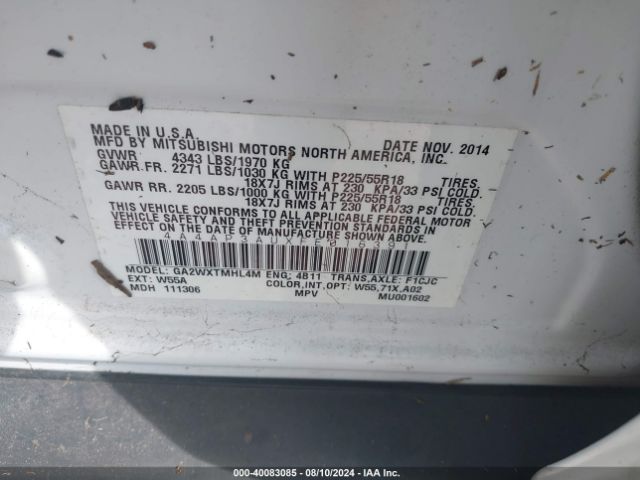 MADE IN U.S.A.
DATE NOV. 2014
MFD BY MITSUBISHI MOTORS NORTH AMERICA, INC.
GVWR 4343 LBS/1970 KG
GAWR FR. 2271 LBS/1030 KG WITH P225/55R18 TIRES.
18X7J RIMS AT 230 KPA/33 PSI COLD.
GAWR RR. 2205 LBS/1000 KG WITH P225/55R18 TIRES.
18X7J RIMS AT 230 KPA/33 PSI COLD.
THIS VEHICLE CONFORMS TO ALL APPLICABLE FEDERAL MOTOR
VEHICLE SAFETY AND THEFT PREVENTION STANDARDS IN
EFFECT ON THE DATE OF MANUFACTURE SHOWN ABOVE.
MODEL: GA2WXTMHL4M ENG; 4B11 TRANS,AXLE: F1CJC
EXT: W55A COLOR,INT,OPT: W55,71X,A02
MDH 111306 MPV MU001602
000-40083085 - 08/10/2024 - IAA Inc.